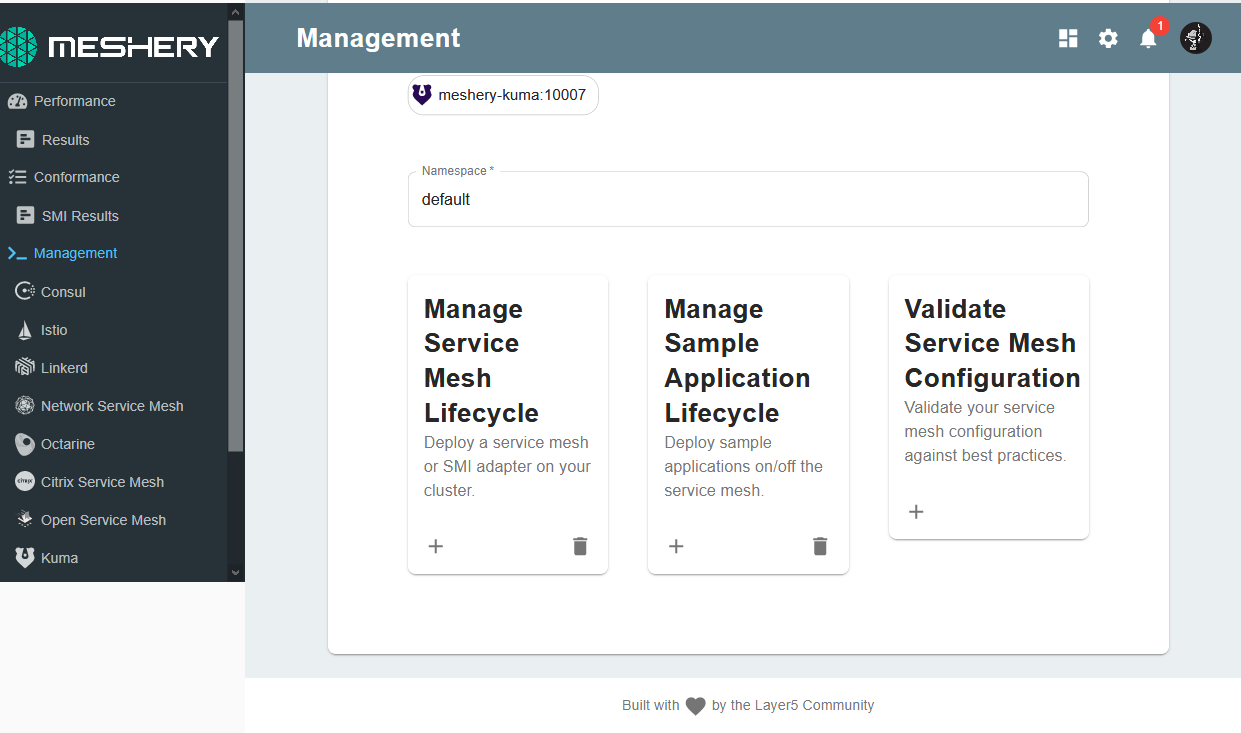 MESHERY
Performance
Results
Conformance
SMI Results
Management
Consul
Istio
Linkerd
Network Service Mesh
Octarine
Citrix Service Mesh
Open Service Mesh
Kuma
Management
1
meshery-kuma:10007
Namespace *
default
Manage
Service
Mesh
Lifecycle
Deploy a service mesh
or SMI adapter on your
cluster.
Manage
Sample
Application
Lifecycle
Deploy sample
applications on/off the
service mesh.
Validate
Service Mesh
Configuration
Validate your service
mesh configuration
against best practices.
Built with by the Layer5 Community